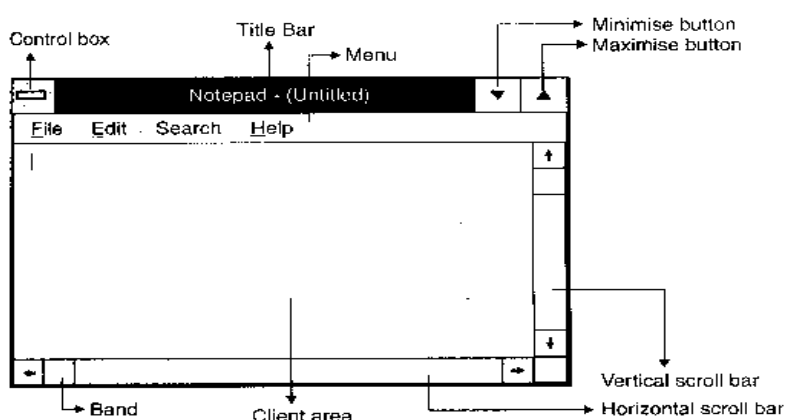 Minimise button
Control box
Title Bar
Maximise button
Menu
Notepad - (Untitled)
File Edit Search Help
Vertical scroll bar
Band
Client area
Horizontal scroll bar